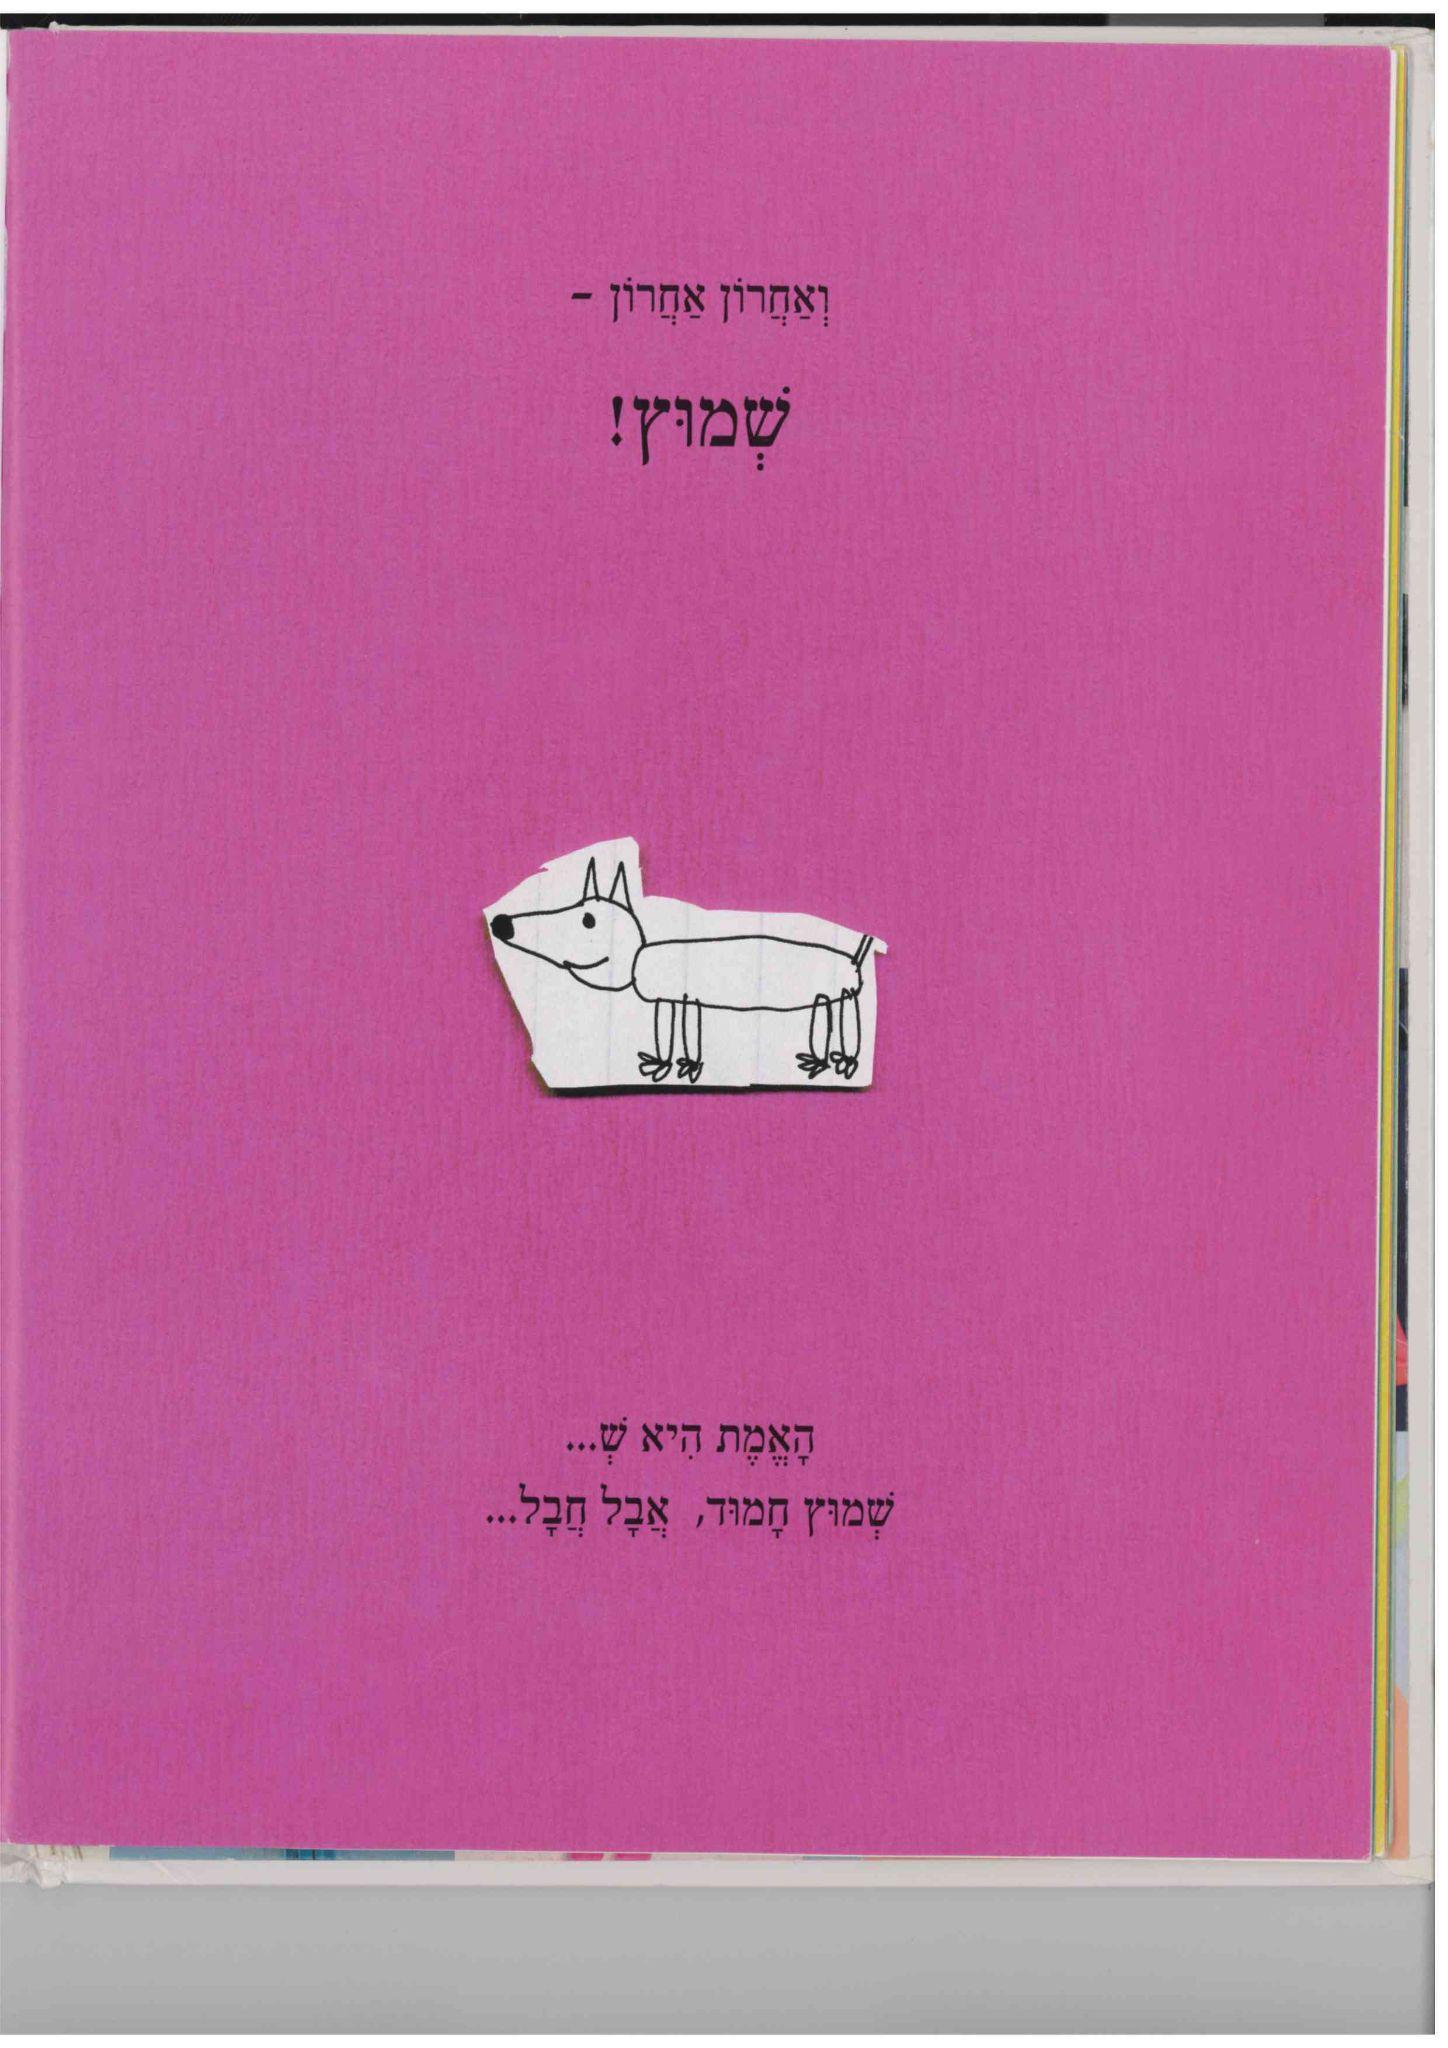 וְאַחֲרוֹן אַחֲרוֹן –
שְׁמוּץ!
הָאֱמֶת הִיא שְׁ...
שְׁמוּץ חָמוּד, אֲבָל חֲבָל...